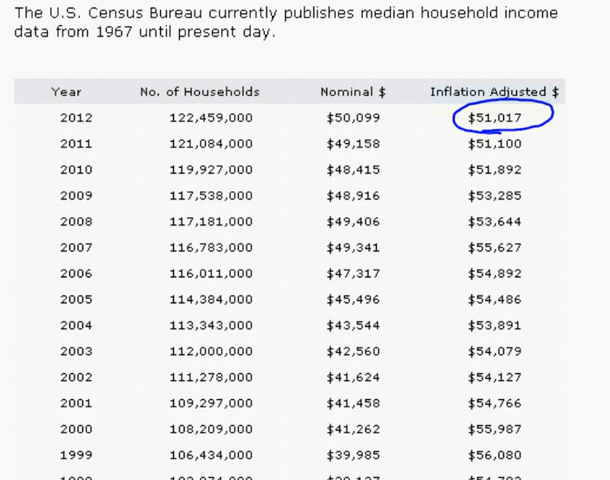 The U.S. Census Bureau currently publishes median household income
data from 1967 until present day.
Year No. of Households Nominal $ Inflation Adjusted $
2012 122,459,000 $50,099 $51,017
2011 121,084,000 $49,158 $51,100
2010 119,927,000 $48,415 $51,892
2009 117,538,000 $48,916 $53,285
2008 117,181,000 $49,406 $53,644
2007 116,783,000 $49,341 $55,627
2006 116,011,000 $47,317 $54,892
2005 114,384,000 $45,496 $54,486
2004 113,343,000 $43,544 $53,891
2003 112,000,000 $42,560 $54,079
2002 111,278,000 $41,624 $54,127
2001 109,297,000 $41,458 $54,766
2000 108,209,000 $41,262 $55,987
1999 106,434,000 $39,985 $56,080